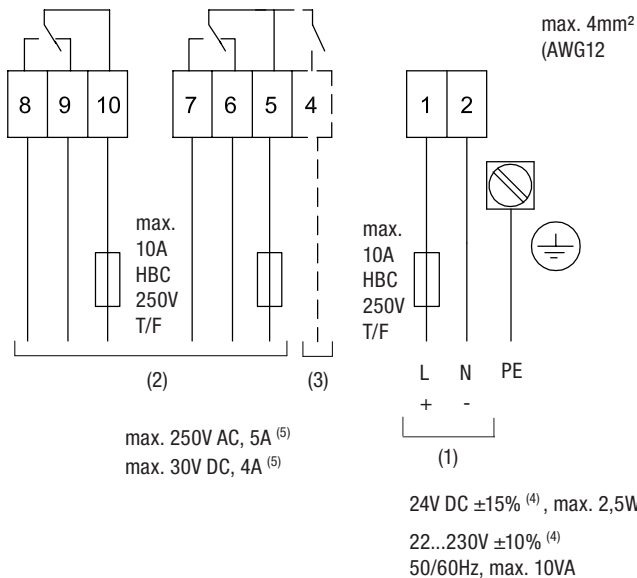 max. 4mm²
(AWG12
8 9 10 7 6 5 4 1 2
max.
10A
HBC
250V
T/F
max.
10A
HBC
250V
T/F
(2) (3)
L N PE
+ -
(1)
max. 250V AC, 5A (5)
max. 30V DC, 4A (5)
24V DC ±15% (4) , max. 2,5W
22...230V ±10% (4)
50/60Hz, max. 10VA